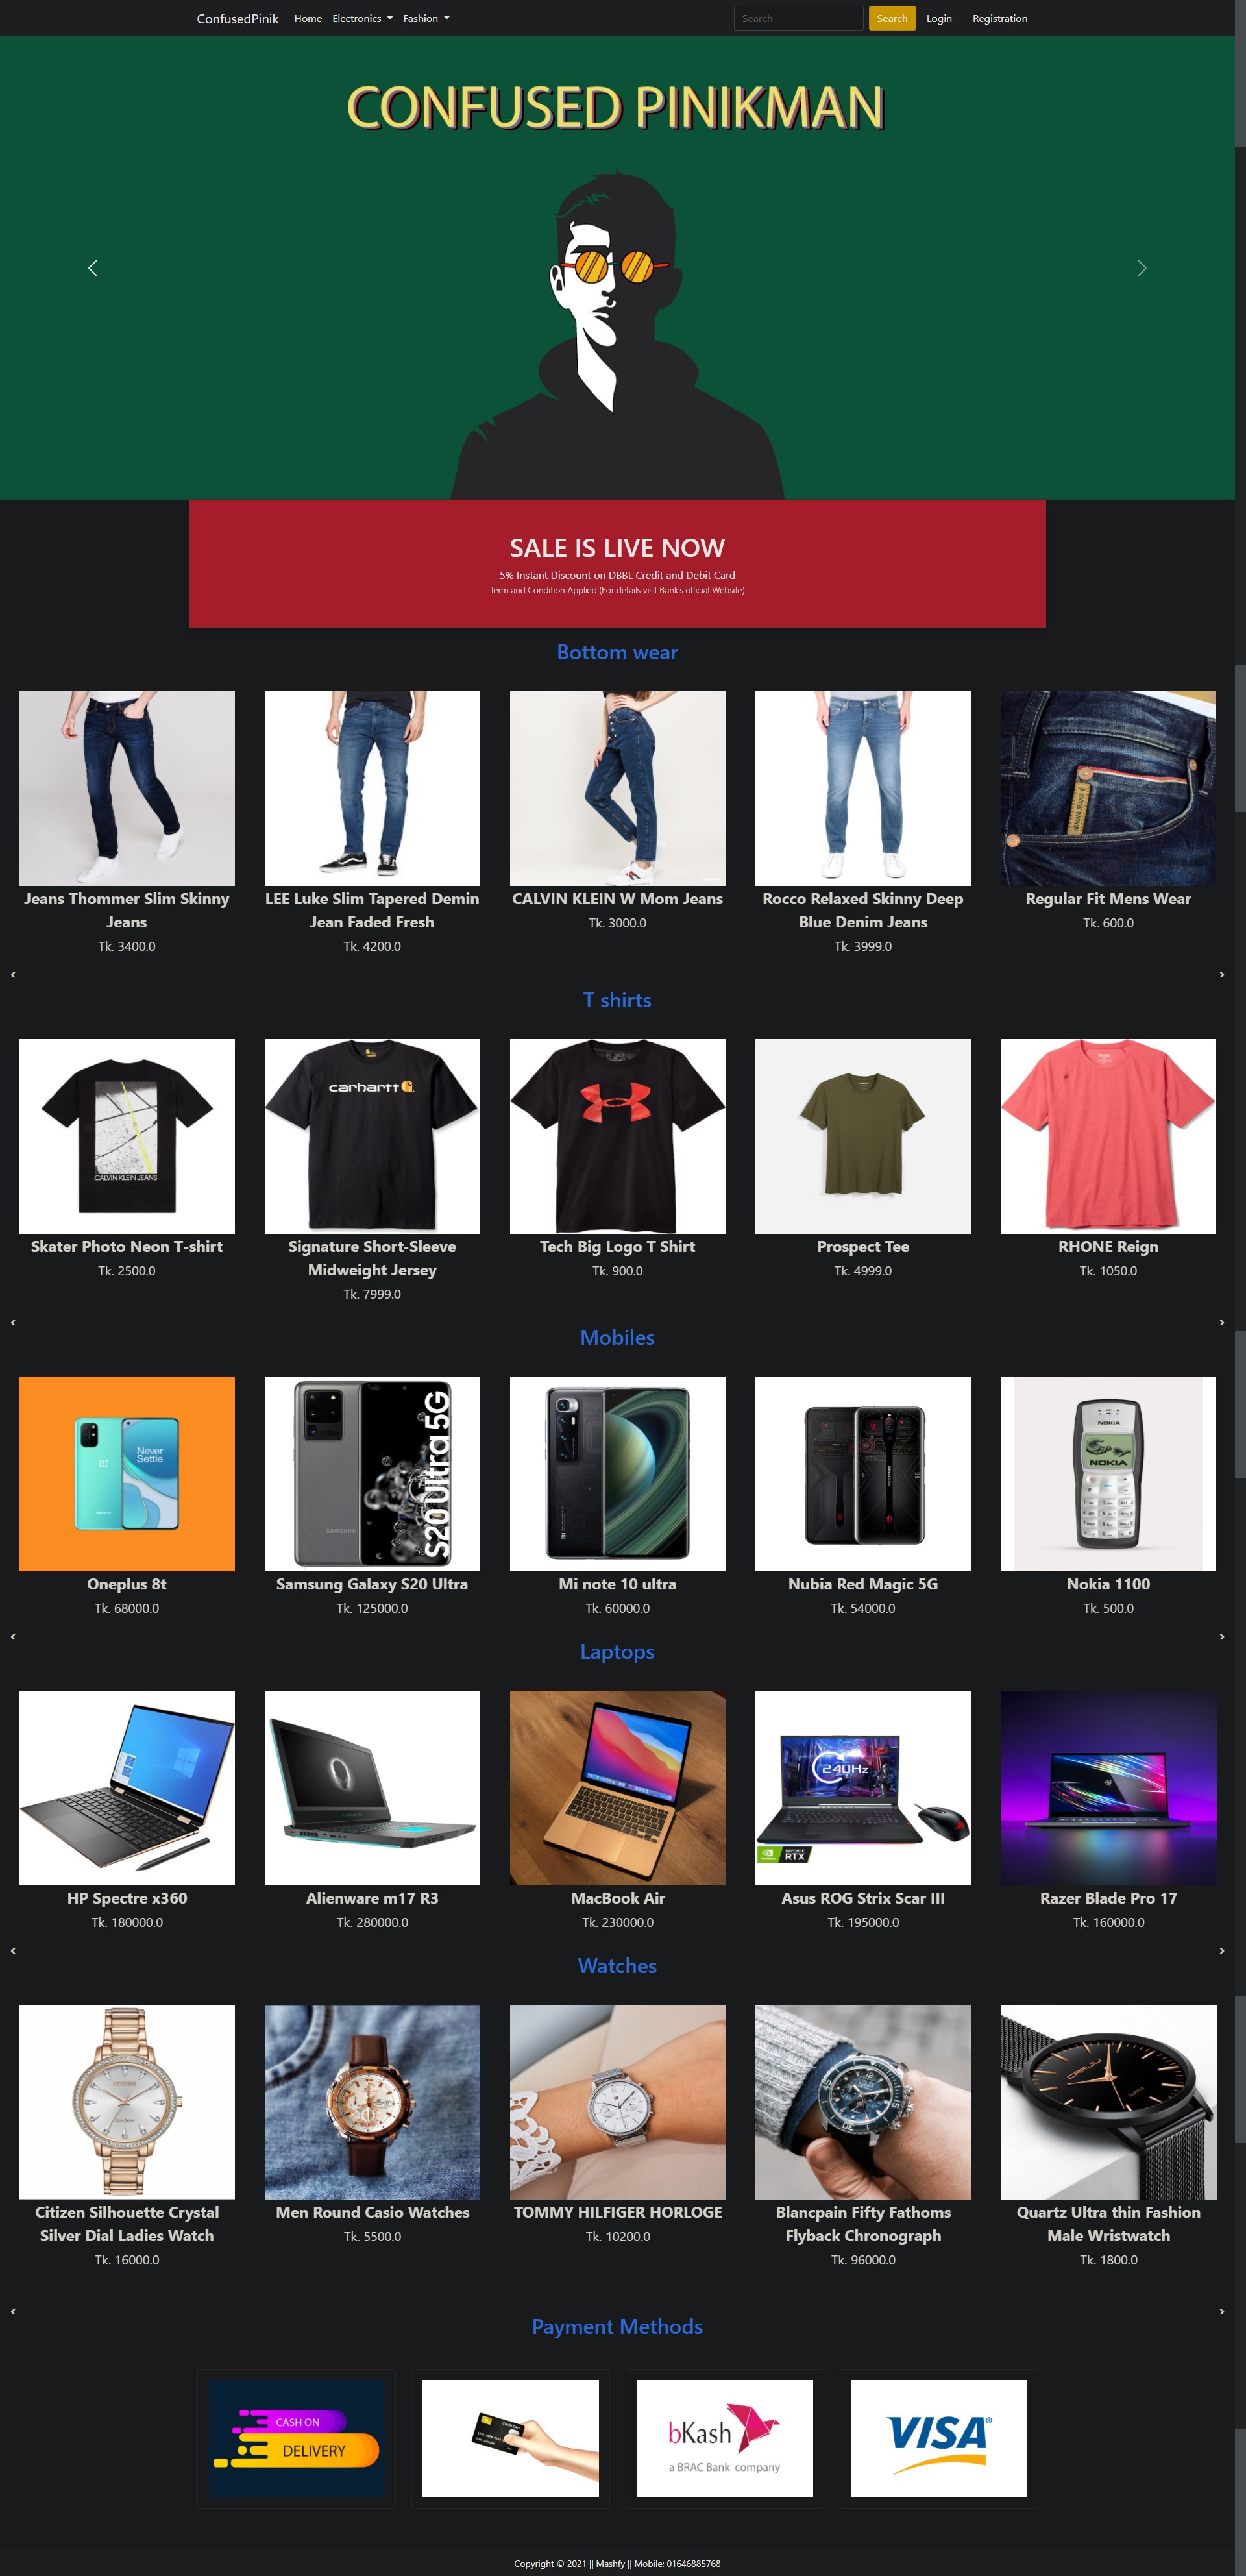 ConfusedPinik Home Electronics Fashion Search Search Login Registration
CONFUSED PINIKMAN
SALE IS LIVE NOW
5% Instant Discount on DBBL Credit and Debit Card
Term and Condition Applied (For details visit Bank's official Website)
Bottom wear
Jeans Thommer Slim Skinny
Jeans
Tk. 3400.0
LEE Luke Slim Tapered Demin
Jean Faded Fresh
Tk. 4200.0
CALVIN KLEIN W Mom Jeans
Tk. 3000.0
Rocco Relaxed Skinny Deep
Blue Denim Jeans
Tk. 3999.0
Regular Fit Mens Wear
Tk. 600.0
T shirts
CALVIN KLEIN JEANS
Skater Photo Neon T-shirt
Tk. 2500.0
carhartt
Signature Short-Sleeve
Midweight Jersey
Tk. 7999.0
Tech Big Logo T Shirt
Tk. 900.0
Prospect Tee
Tk. 4999.0
RHONE Reign
Tk. 1050.0
Mobiles
Never
Settle
Oneplus 8t
Tk. 68000.0
SAMSUNG
S20 Ultra 5G
Samsung Galaxy S20 Ultra
Tk. 125000.0
Mi note 10 ultra
Tk. 60000.0
Nubia Red Magic 5G
Tk. 54000.0
NOKIA
NOKIA
Nokia 1100
Tk. 500.0
Laptops
HP Spectre x360
Tk. 180000.0
Alienware m17 R3
Tk. 280000.0
MacBook Air
Tk. 230000.0
240Hz
GEFORCE
RTX
Asus ROG Strix Scar III
Tk. 195000.0
Razer Blade Pro 17
Tk. 160000.0
Watches
CITIZEN
Citizen Silhouette Crystal
Silver Dial Ladies Watch
Tk. 16000.0
Men Round Casio Watches
Tk. 5500.0
TOMMY HILFIGER HORLOGE
Tk. 10200.0
Blancpain Fifty Fathoms
Flyback Chronograph
Tk. 96000.0
CRRJU
QUARTZ
Quartz Ultra thin Fashion
Male Wristwatch
Tk. 1800.0
Payment Methods
CASH ON
DELIVERY
Credit Card
bKash
a BRAC Bank company
VISA
Copyright © 2021 || Mashfy || Mobile: 01646885768